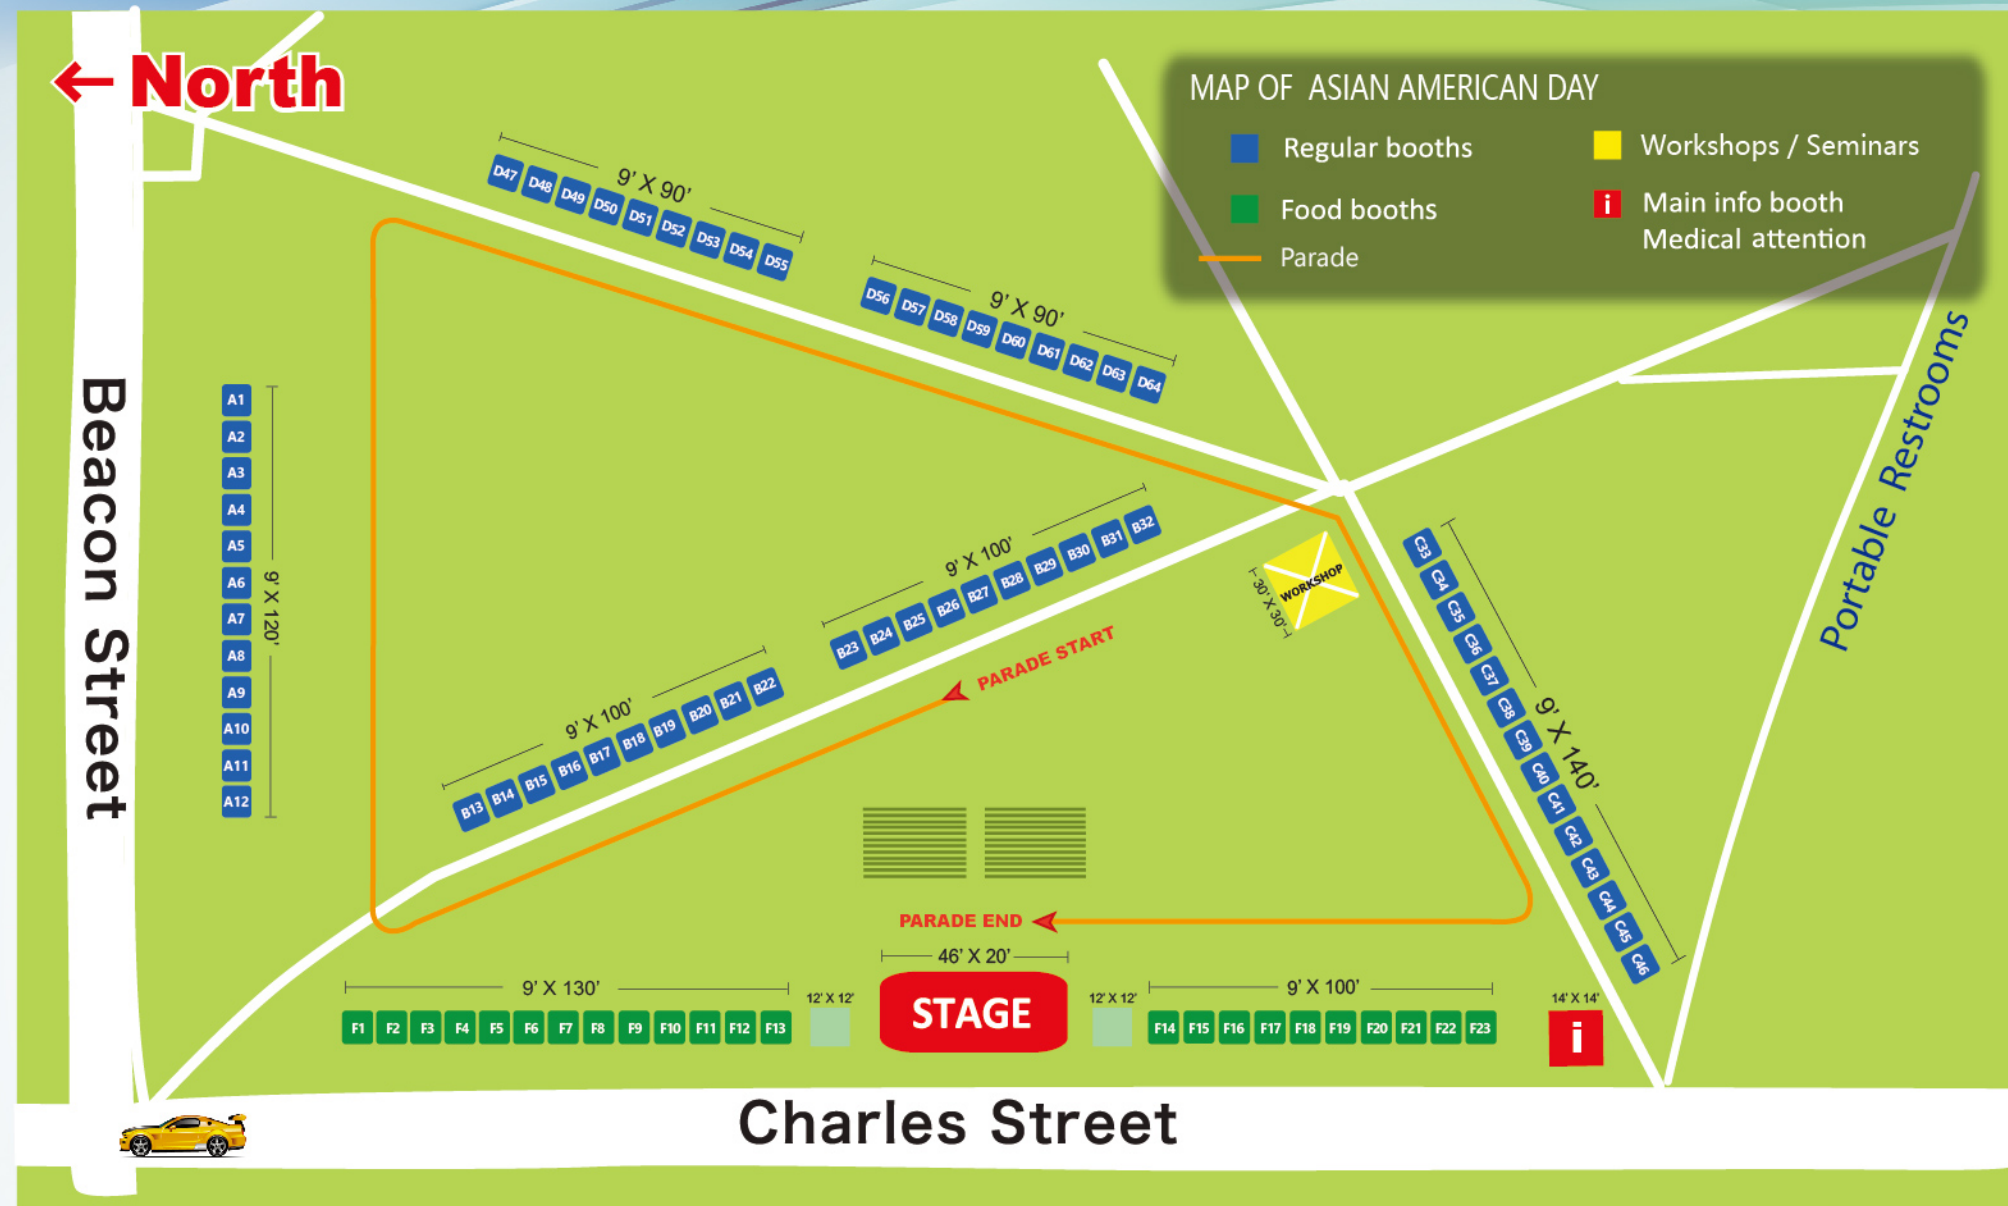 ← North
MAP OF ASIAN AMERICAN DAY
Regular booths
Workshops / Seminars
Food booths
i Main info booth
Medical attention
Parade
9' X 90'
D47 D48 D49 D50 D51 D52 D53 D54 D55
9' X 90'
D56 D57 D58 D59 D60 D61 D62 D63 D64
Portable Restrooms
Beacon Street
A1
A2
A3
A4
A5
A6
A7
A8
A9
A10
A11
A12
9' X 120'
9' X 100'
B13 B14 B15 B16 B17 B18 B19 B20 B21 B22
9' X 100'
B23 B24 B25 B26 B27 B28 B29 B30 B31 B32
WORKSHOP
30' X 30'
PARADE START
C33
C34
C35
C36
C37
C38
C39
C40
C41
C42
C43
C44
C45
C46
9' X 140'
PARADE END
46' X 20'
STAGE
9' X 130'
F1 F2 F3 F4 F5 F6 F7 F8 F9 F10 F11 F12 F13
12' X 12'
12' X 12'
9' X 100'
F14 F15 F16 F17 F18 F19 F20 F21 F22 F23
14' X 14'
i
Charles Street